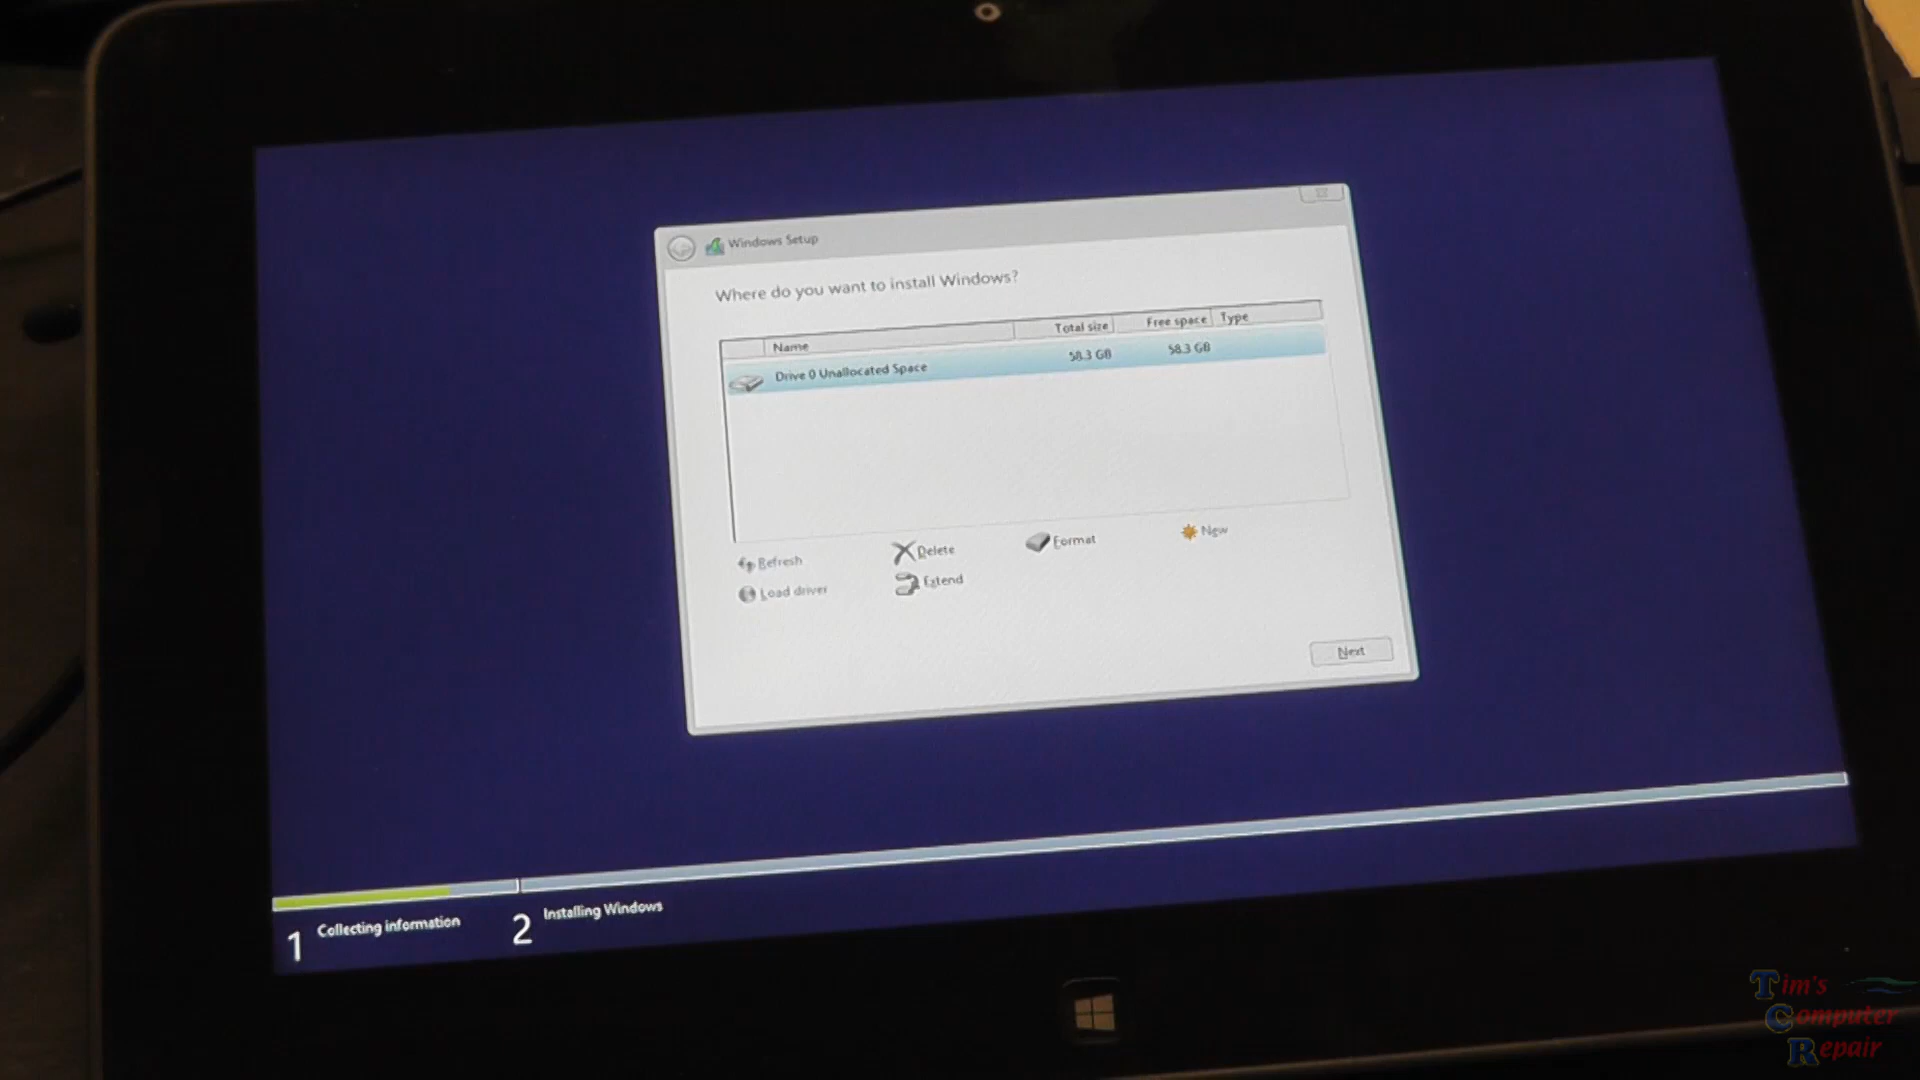 Windows Setup
Where do you want to install Windows?
Name Total size Free space Type
Drive 0 Unallocated Space 58.3 GB 58.3 GB
Refresh Delete Format New
Load driver Extend
Next
1 Collecting information 2 Installing Windows
Tim's
Computer
Repair